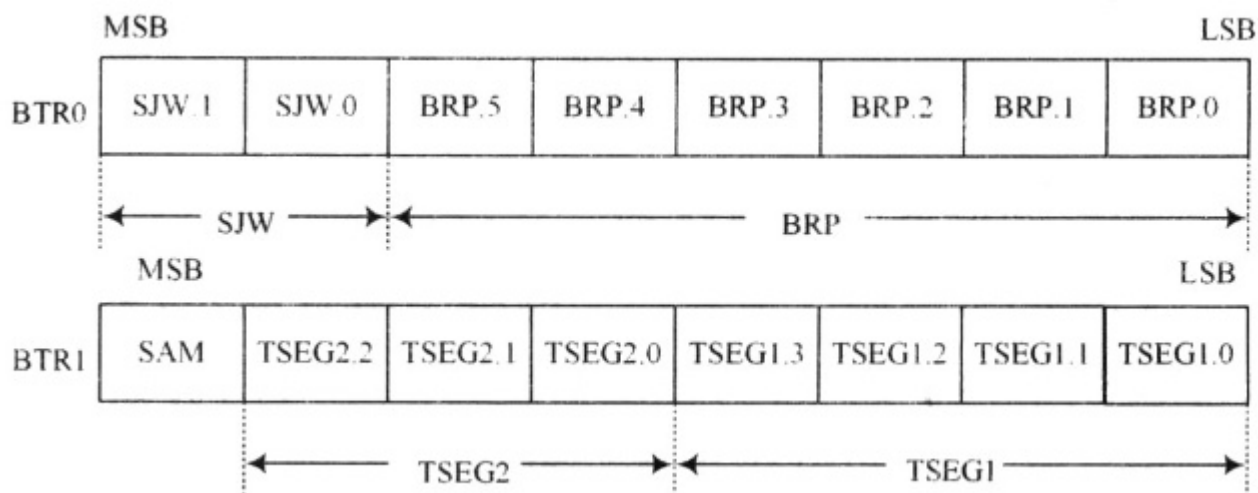 MSB LSB
BTR0 SJW.1 SJW.0 BRP.5 BRP.4 BRP.3 BRP.2 BRP.1 BRP.0
SJW BRP
MSB LSB
BTR1 SAM TSEG2.2 TSEG2.1 TSEG2.0 TSEG1.3 TSEG1.2 TSEG1.1 TSEG1.0
TSEG2 TSEG1